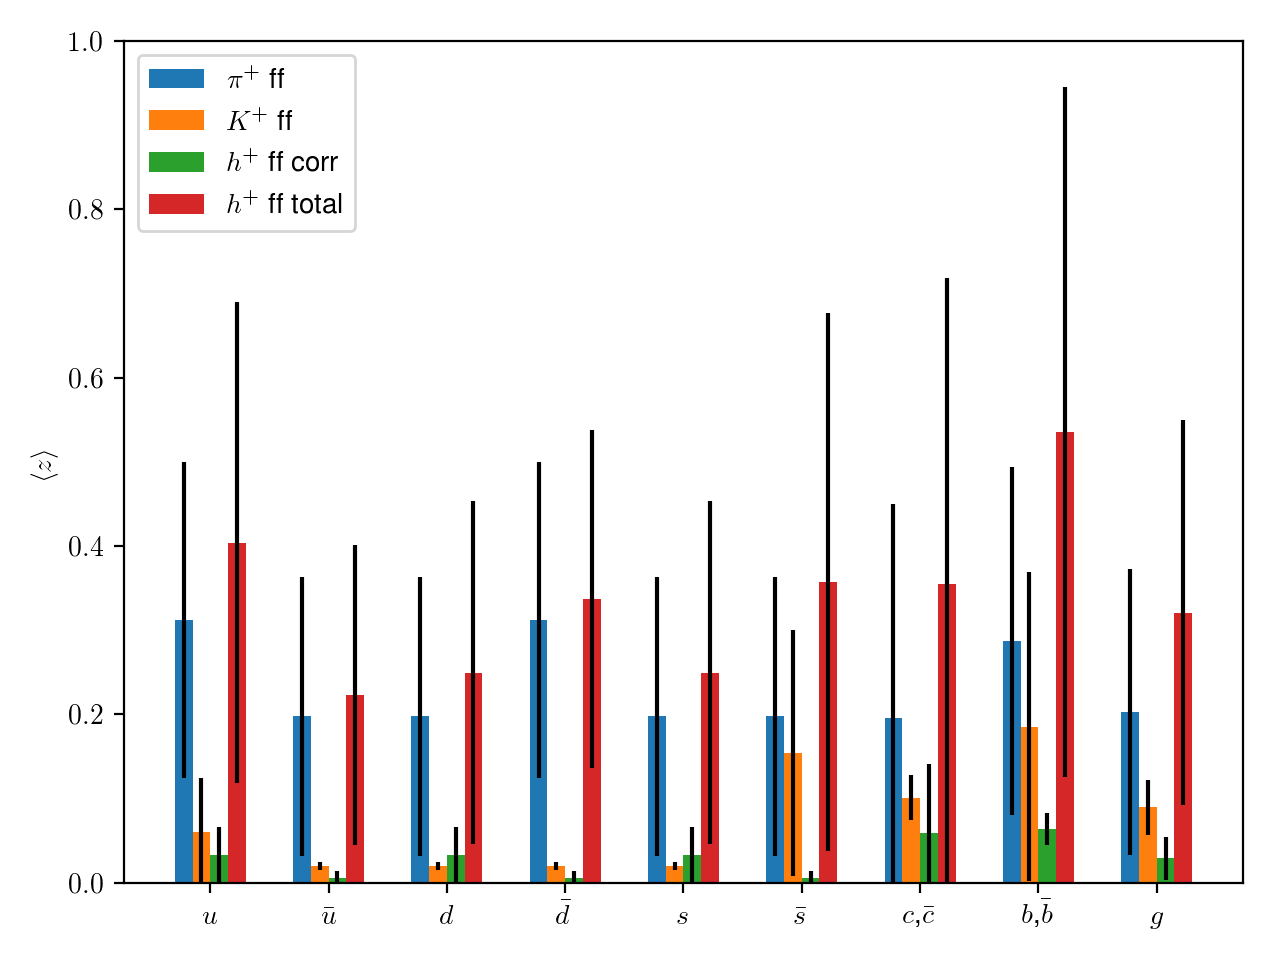 1.0
0.8
0.6
0.4
0.2
0.0
⟨z⟩
π⁺ ff
K⁺ ff
h⁺ ff corr
h⁺ ff total
u
ū
d
d̄
s
s̄
c,c̄
b,b̄
g